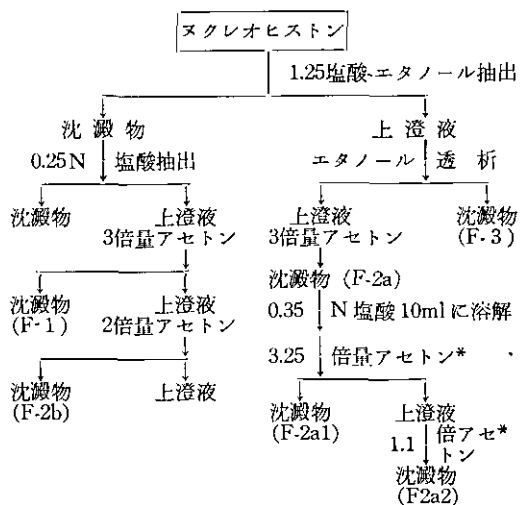 ヌクレオヒストン
1.25塩酸-エタノール抽出
沈澱物 上澄液
0.25N 塩酸抽出 エタノール 透析
沈澱物 上澄液 上澄液 沈澱物
3倍量アセトン 3倍量アセトン (F-3)
沈澱物 (F-2a)
沈澱物 上澄液 0.35 N 塩酸10mlに溶解
(F-1) 2倍量アセトン
3.25 倍量アセトン*
沈澱物 上澄液 沈澱物 上澄液
(F-2b) (F-2a1) 1.1 倍アセ*
トン
沈澱物
(F2a2)